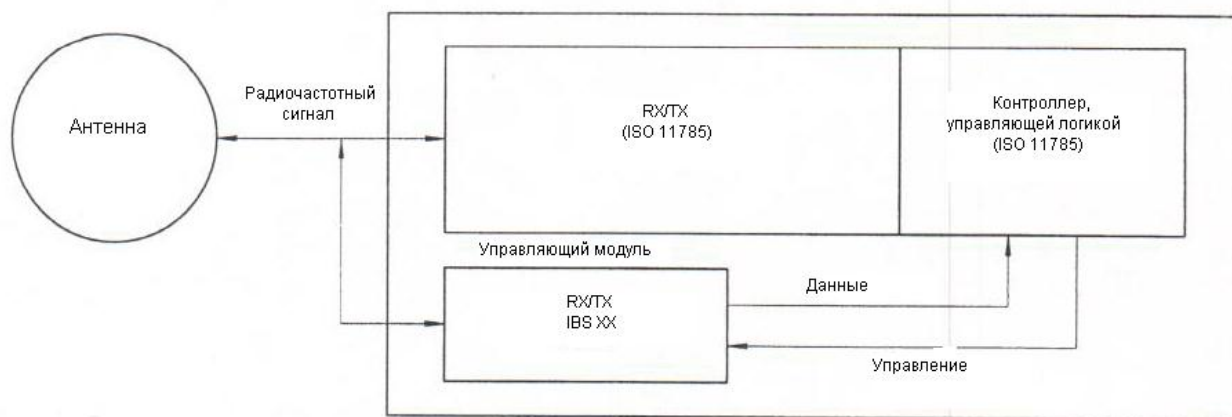 Антенна
Радиочастотный
сигнал
RX/TX
(ISO 11785)
Контроллер,
управляющей логикой
(ISO 11785)
Управляющий модуль
RX/TX
IBS XX
Данные
Управление